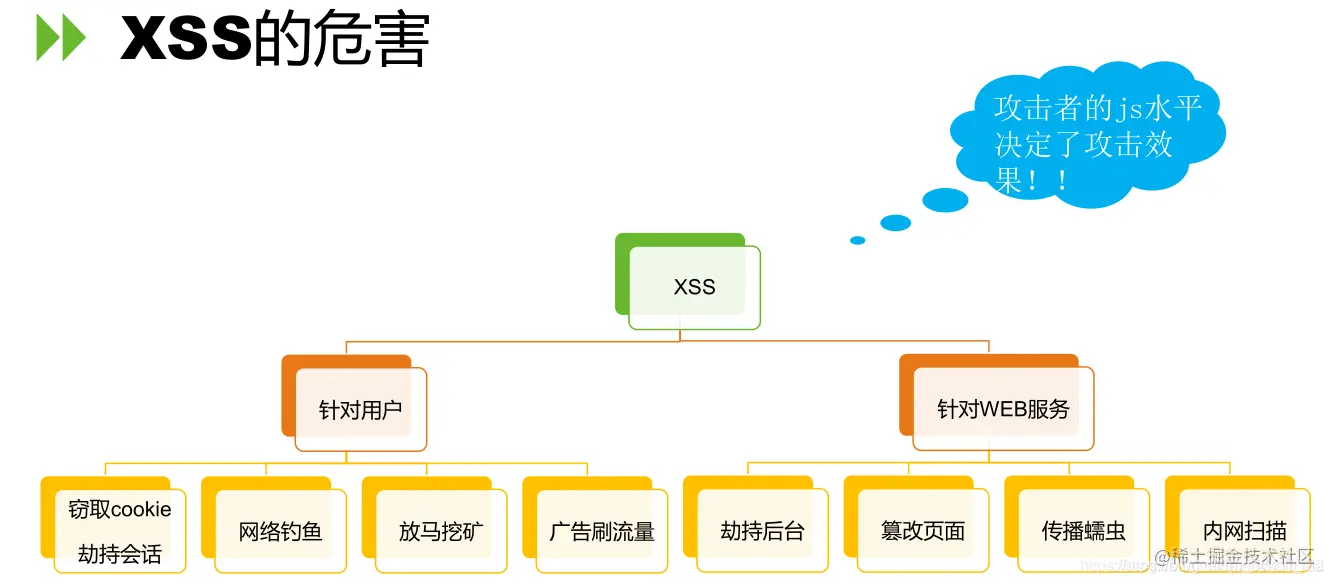 XSS的危害
攻击者的js水平
决定了攻击效
果！！
XSS
针对用户
针对WEB服务
窃取cookie
劫持会话
网络钓鱼
放马挖矿
广告刷流量
劫持后台
篡改页面
传播蠕虫
内网扫描
@稀土掘金技术社区